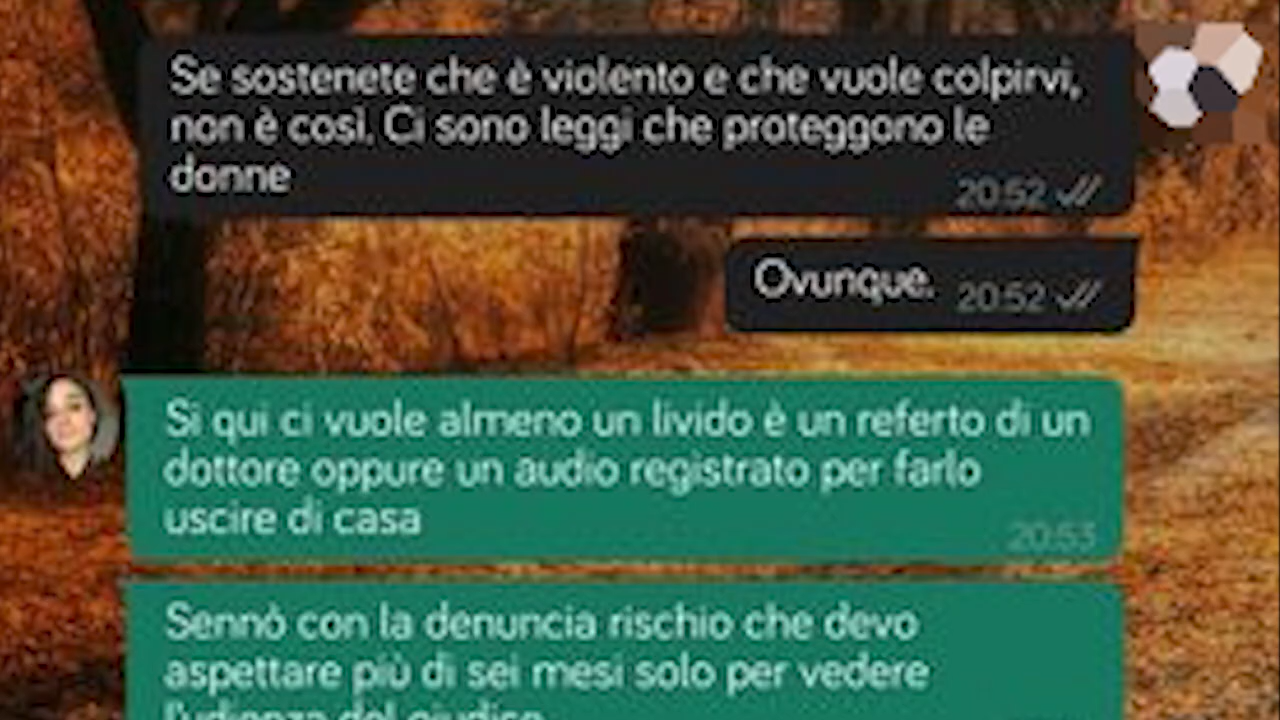 Se sostenete che è violento e che vuole colpirvi,
non è così. Ci sono leggi che proteggono le
donne
20:52
Ovunque. 20:52
Si qui ci vuole almeno un livido è un referto di un
dottore oppure un audio registrato per farlo
uscire di casa
20:53
Sennò con la denuncia rischio che devo
aspettare più di sei mesi solo per vedere
l'udienza del giudice